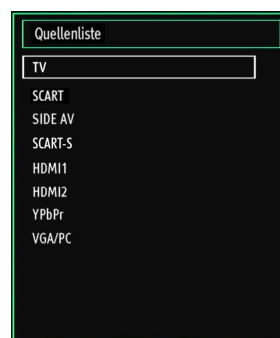 Quellenliste
TV
SCART
SIDE AV
SCART-S
HDMI1
HDMI2
YPbPr
VGA/PC